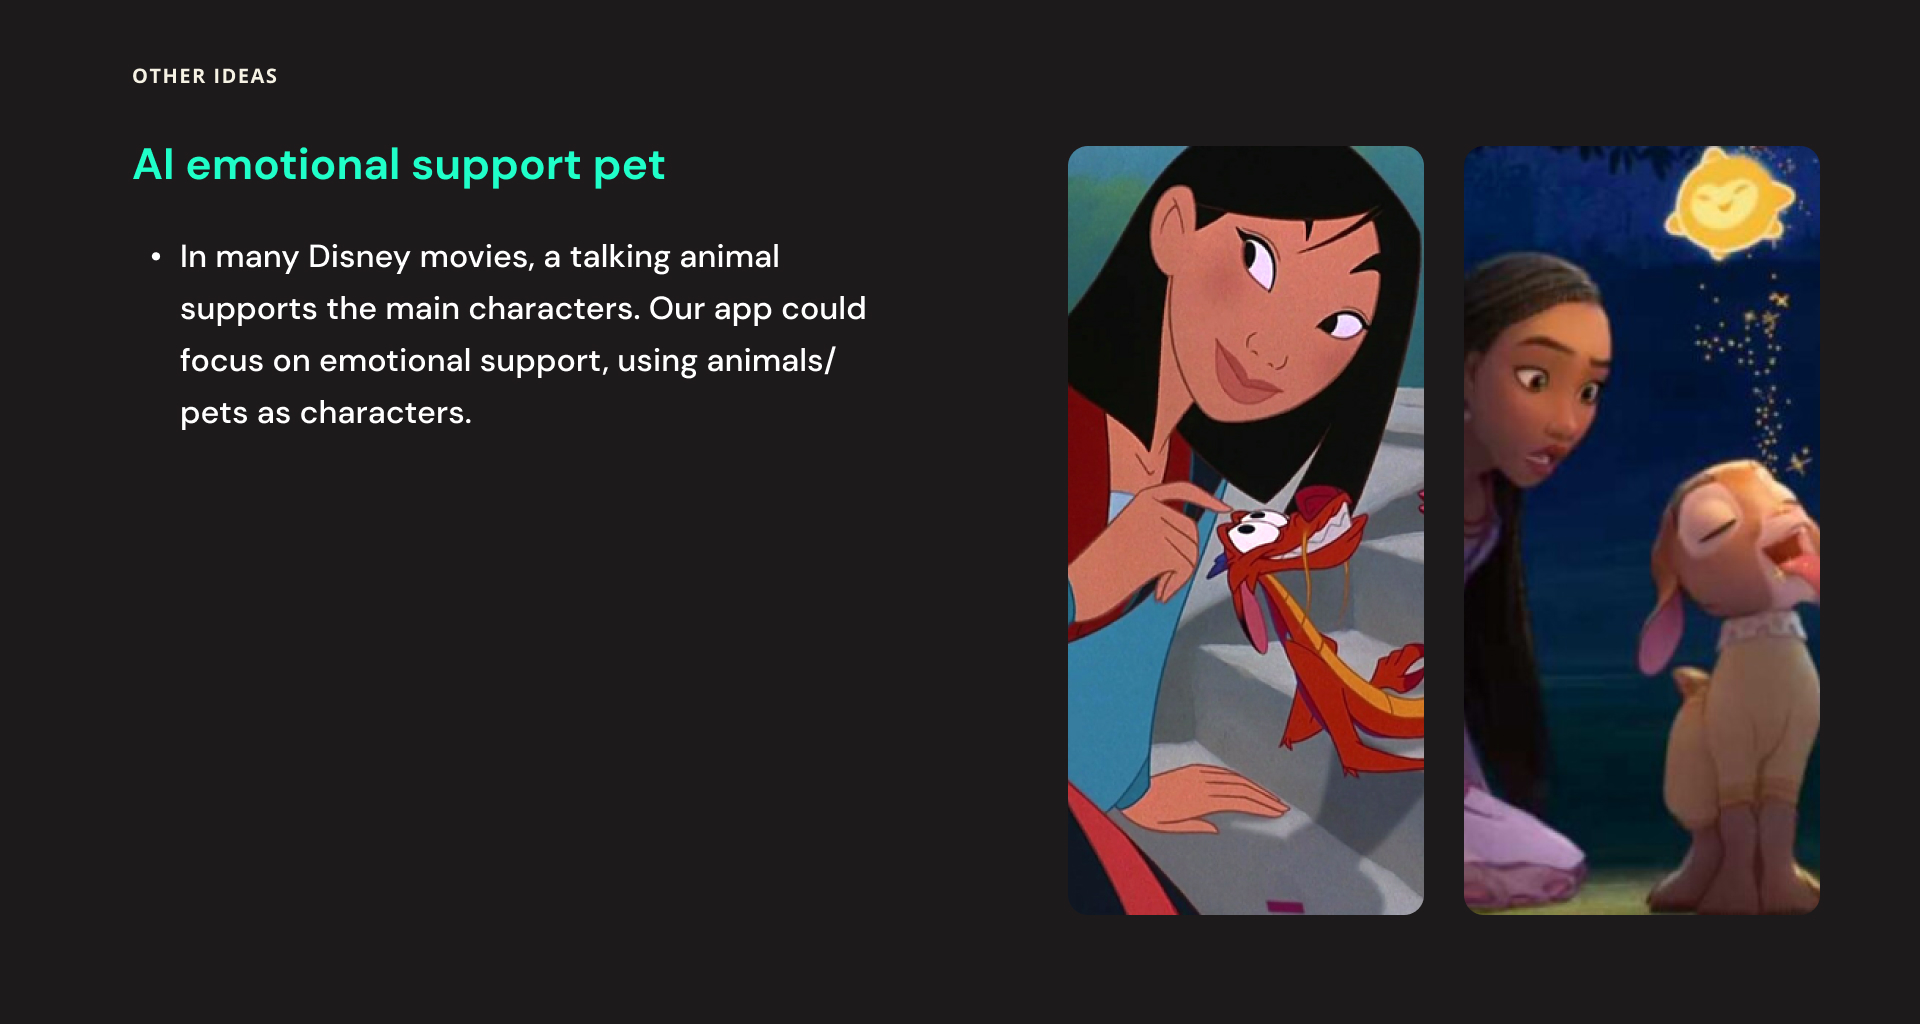 OTHER IDEAS
AI emotional support pet
• In many Disney movies, a talking animal
supports the main characters. Our app could
focus on emotional support, using animals/
pets as characters.